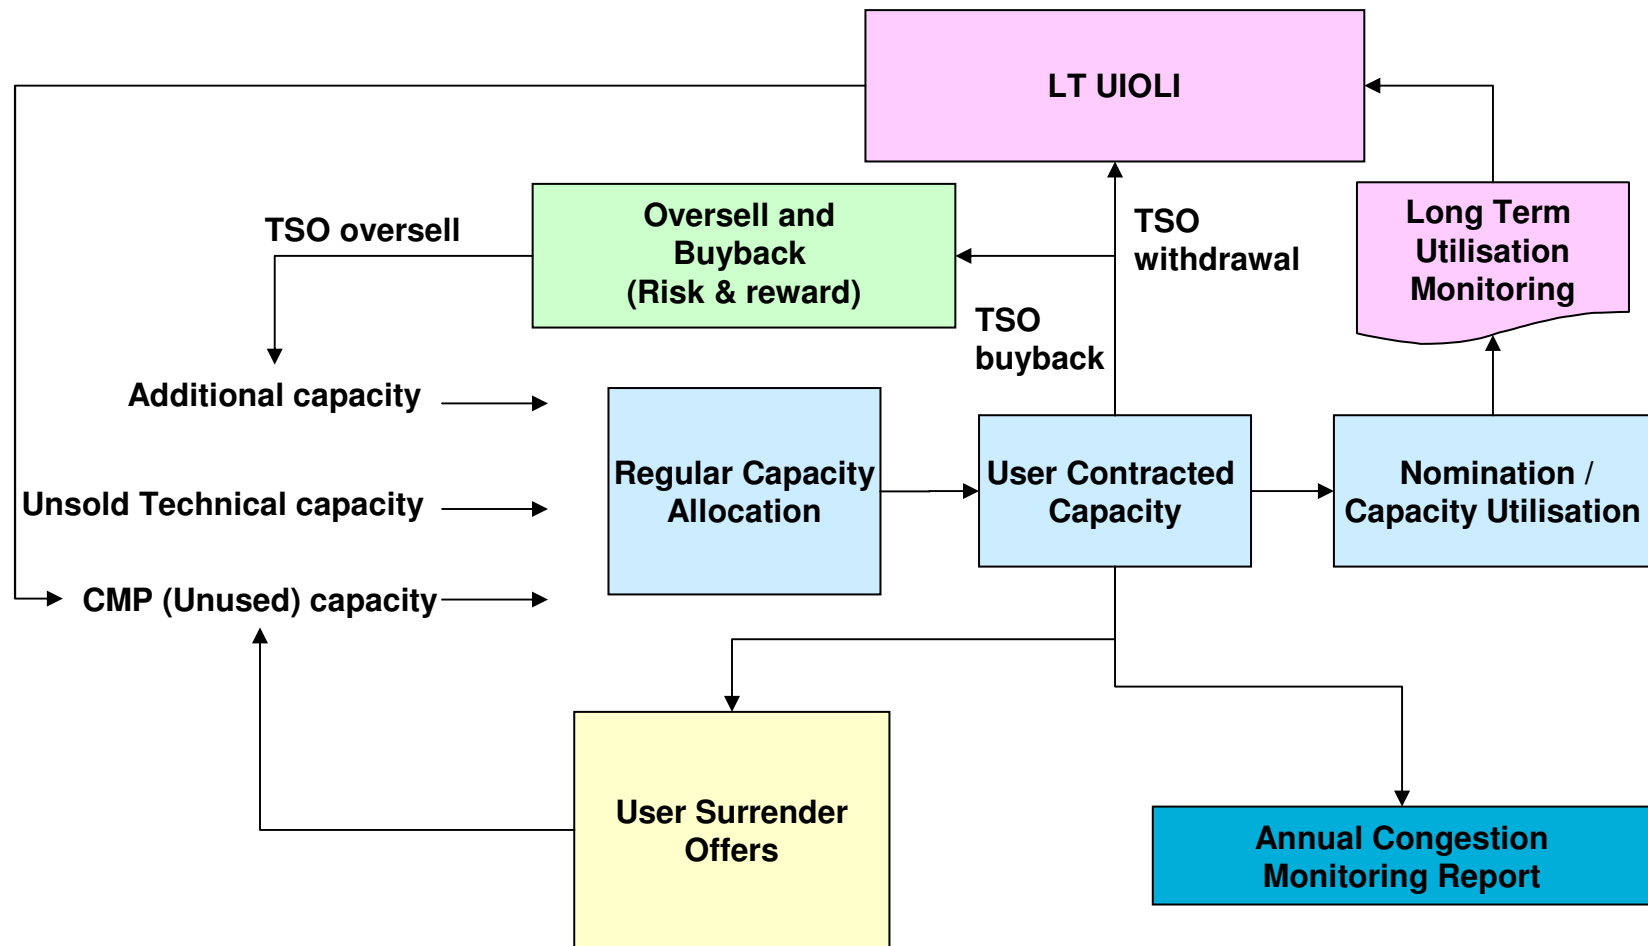 LT UIOLI
Oversell and
Buyback
(Risk & reward)
TSO oversell
TSO
withdrawal
Long Term
Utilisation
Monitoring
TSO
buyback
Additional capacity
Unsold Technical capacity
CMP (Unused) capacity
Regular Capacity
Allocation
User Contracted
Capacity
Nomination /
Capacity Utilisation
User Surrender
Offers
Annual Congestion
Monitoring Report